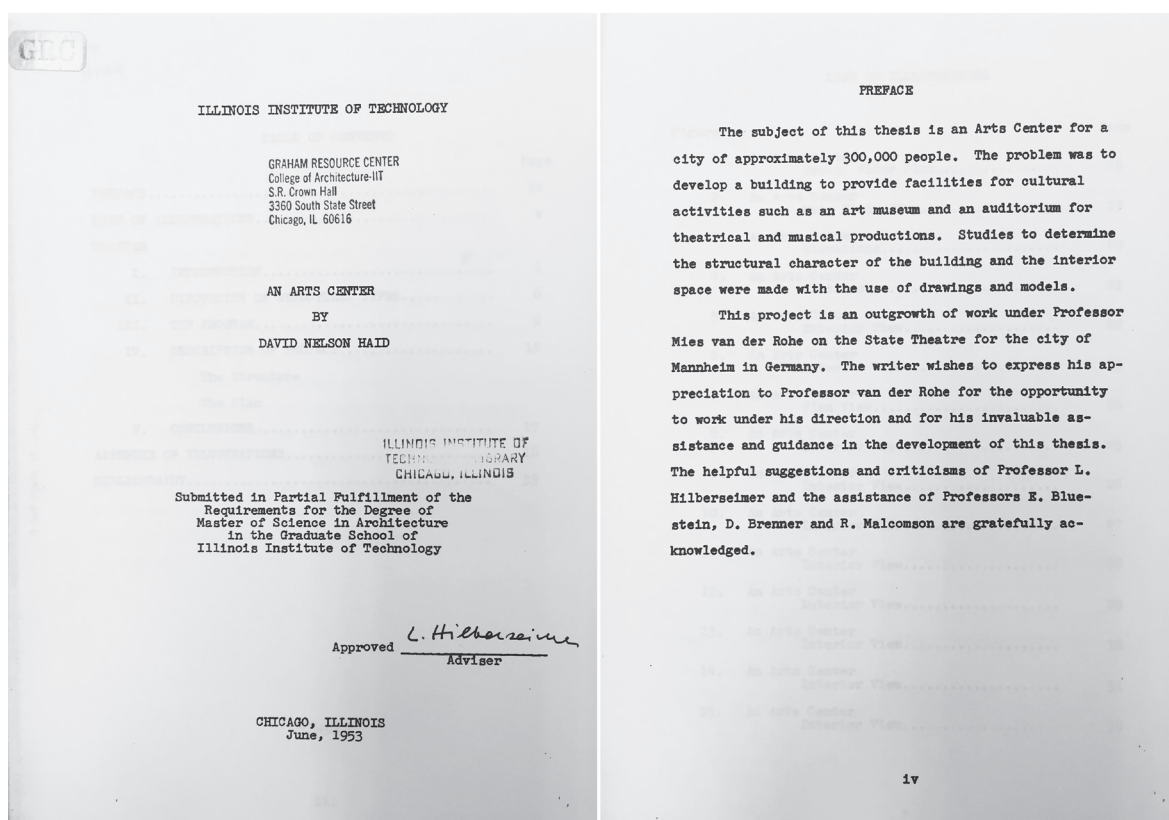 GRC
ILLINOIS INSTITUTE OF TECHNOLOGY
GRAHAM RESOURCE CENTER
College of Architecture-IIT
S.R. Crown Hall
3360 South State Street
Chicago, IL 60616
AN ARTS CENTER
BY
DAVID NELSON HAID
ILLINOIS INSTITUTE OF
CHICAGO, ILLINOIS
Submitted in Partial Fulfillment of the
Requirements for the Degree of
Master of Science in Architecture
in the Graduate School of
Illinois Institute of Technology
Approved L. Hilberseimer
Adviser
CHICAGO, ILLINOIS
June, 1953
PREFACE
The subject of this thesis is an Arts Center for a
city of approximately 300,000 people. The problem was to
develop a building to provide facilities for cultural
activities such as an art museum and an auditorium for
theatrical and musical productions. Studies to determine
the structural character of the building and the interior
space were made with the use of drawings and models.
This project is an outgrowth of work under Professor
Mies van der Rohe on the State Theatre for the city of
Mannheim in Germany. The writer wishes to express his ap-
preciation to Professor van der Rohe for the opportunity
to work under his direction and for his invaluable as-
sistance and guidance in the development of this thesis.
The helpful suggestions and criticisms of Professor L.
Hilberseimer and the assistance of Professors E. Blue-
stein, D. Brenner and R. Malcomson are gratefully ac-
knowledged.
iv